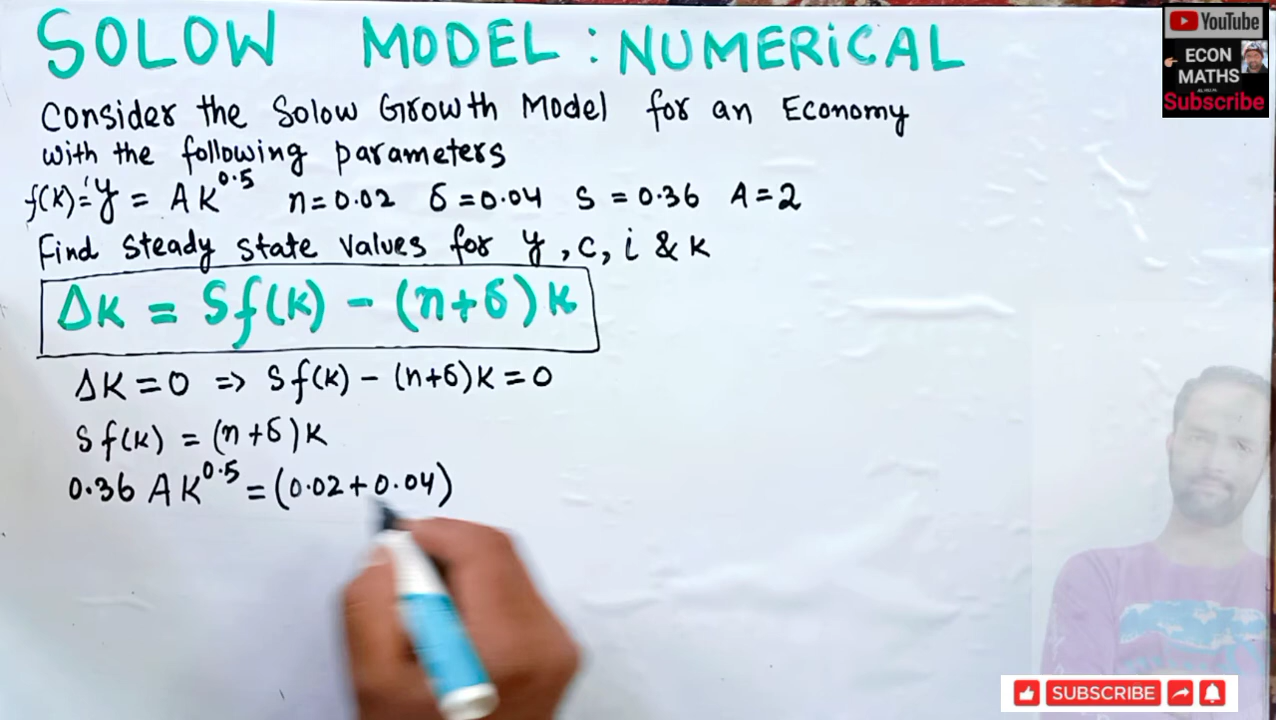 SOLOW MODEL : NUMERICAL
YouTube
ECON
MATHS
Subscribe
Consider the Solow Growth Model for an Economy
with the following parameters
f(k)=y = AK^0.5 n=0.02 δ=0.04 S=0.36 A=2
Find steady state values for y, c, i & K
ΔK = Sf(k) - (n+δ)k
ΔK=0 => Sf(k) - (n+δ)K=0
Sf(k) = (n+δ)K
0.36 AK^0.5 = (0.02+0.04)
SUBSCRIBE